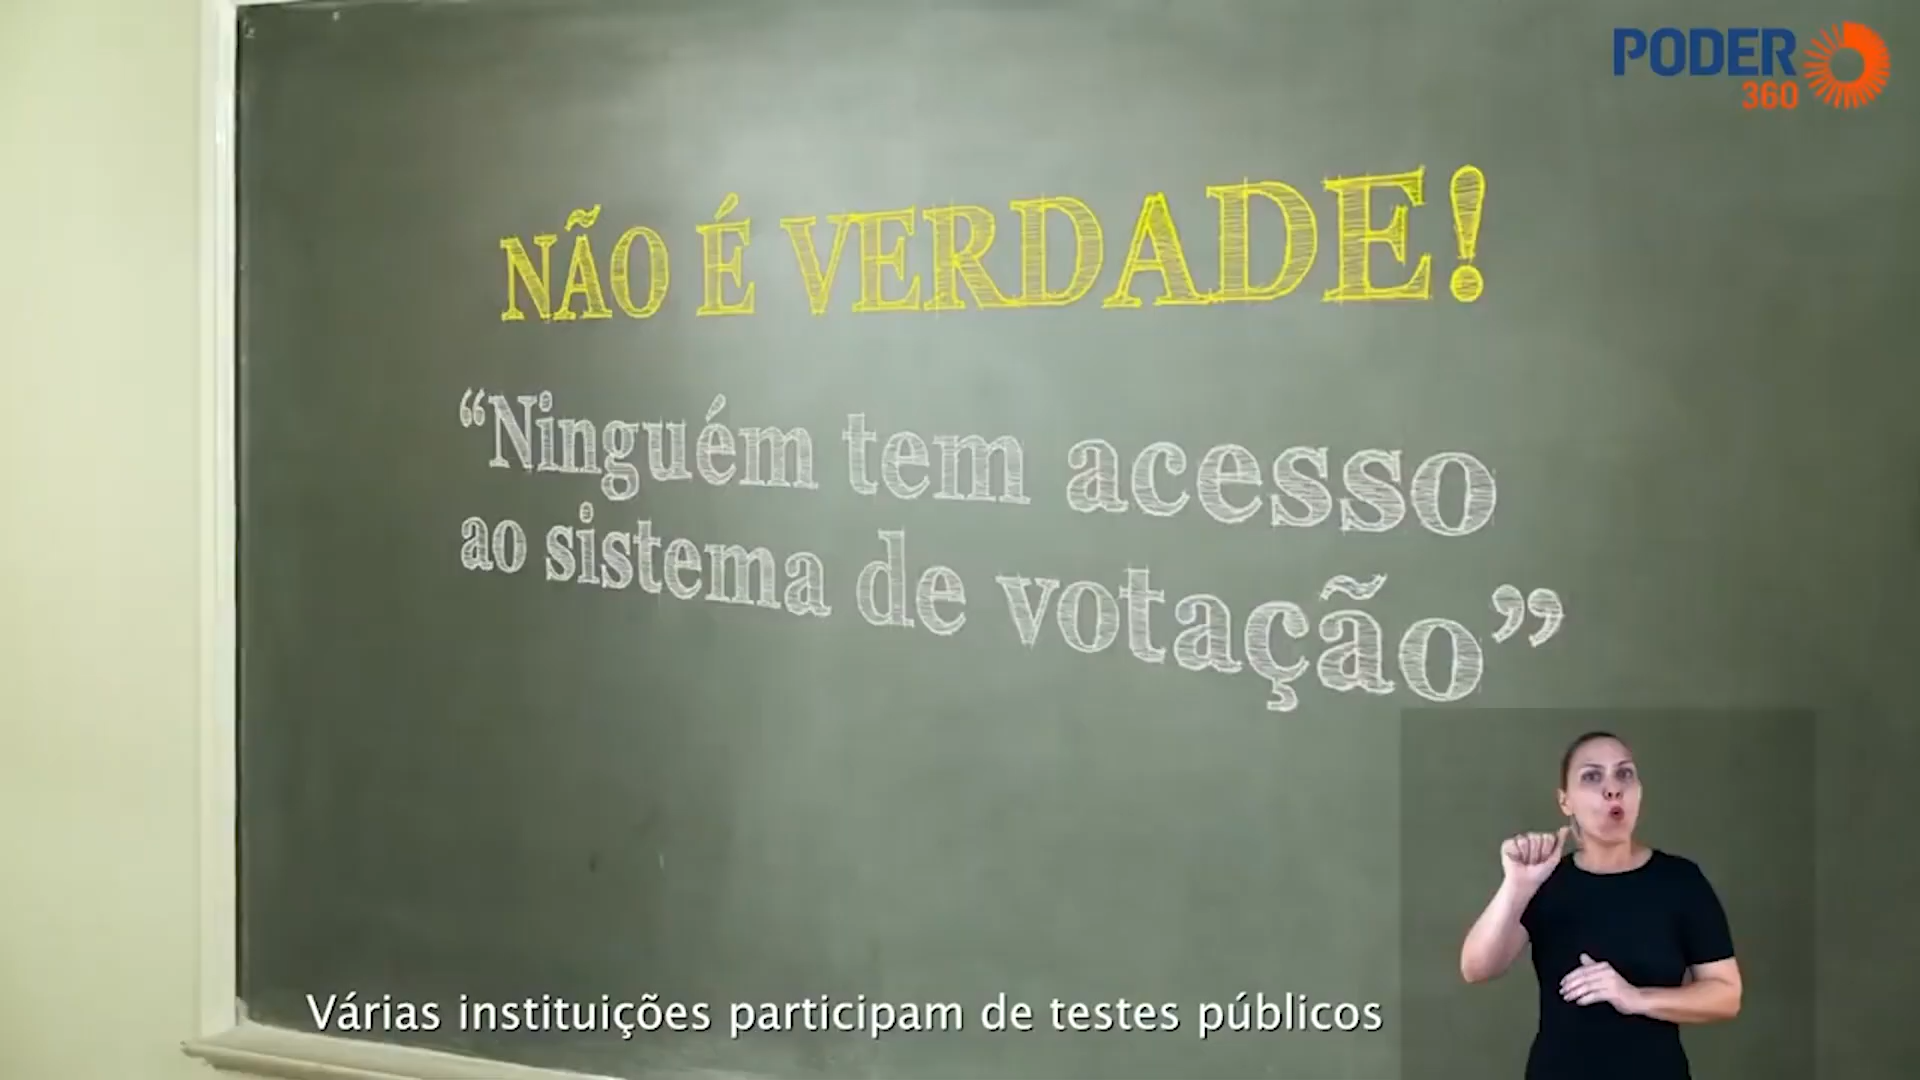 PODER
360
NÃO É VERDADE!
“Ninguém tem acesso
ao sistema de votação”
Várias instituições participam de testes públicos